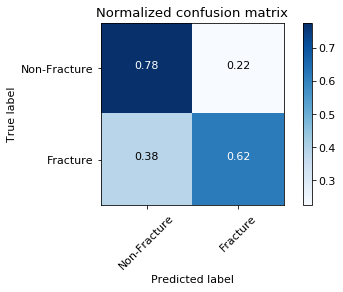 Normalized confusion matrix
True label
Non-Fracture
0.78
0.22
Fracture
0.38
0.62
0.7
0.6
0.5
0.4
0.3
Non-Fracture
Fracture
Predicted label